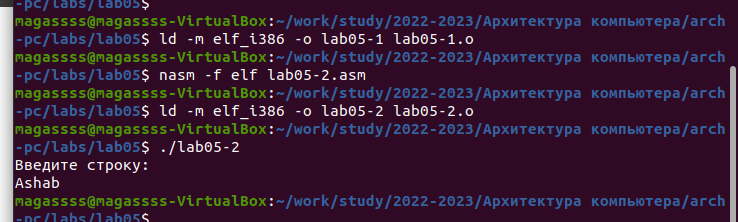 -pc/labs/lab05$
magassss@magassss-VirtualBox:~/work/study/2022-2023/Архитектура компьютера/arch
-pc/labs/lab05$ ld -m elf_i386 -o lab05-1 lab05-1.o
magassss@magassss-VirtualBox:~/work/study/2022-2023/Архитектура компьютера/arch
-pc/labs/lab05$ nasm -f elf lab05-2.asm
magassss@magassss-VirtualBox:~/work/study/2022-2023/Архитектура компьютера/arch
-pc/labs/lab05$ ld -m elf_i386 -o lab05-2 lab05-2.o
magassss@magassss-VirtualBox:~/work/study/2022-2023/Архитектура компьютера/arch
-pc/labs/lab05$ ./lab05-2
Введите строку:
Ashab
magassss@magassss-VirtualBox:~/work/study/2022-2023/Архитектура компьютера/arch
-pc/labs/lab05$